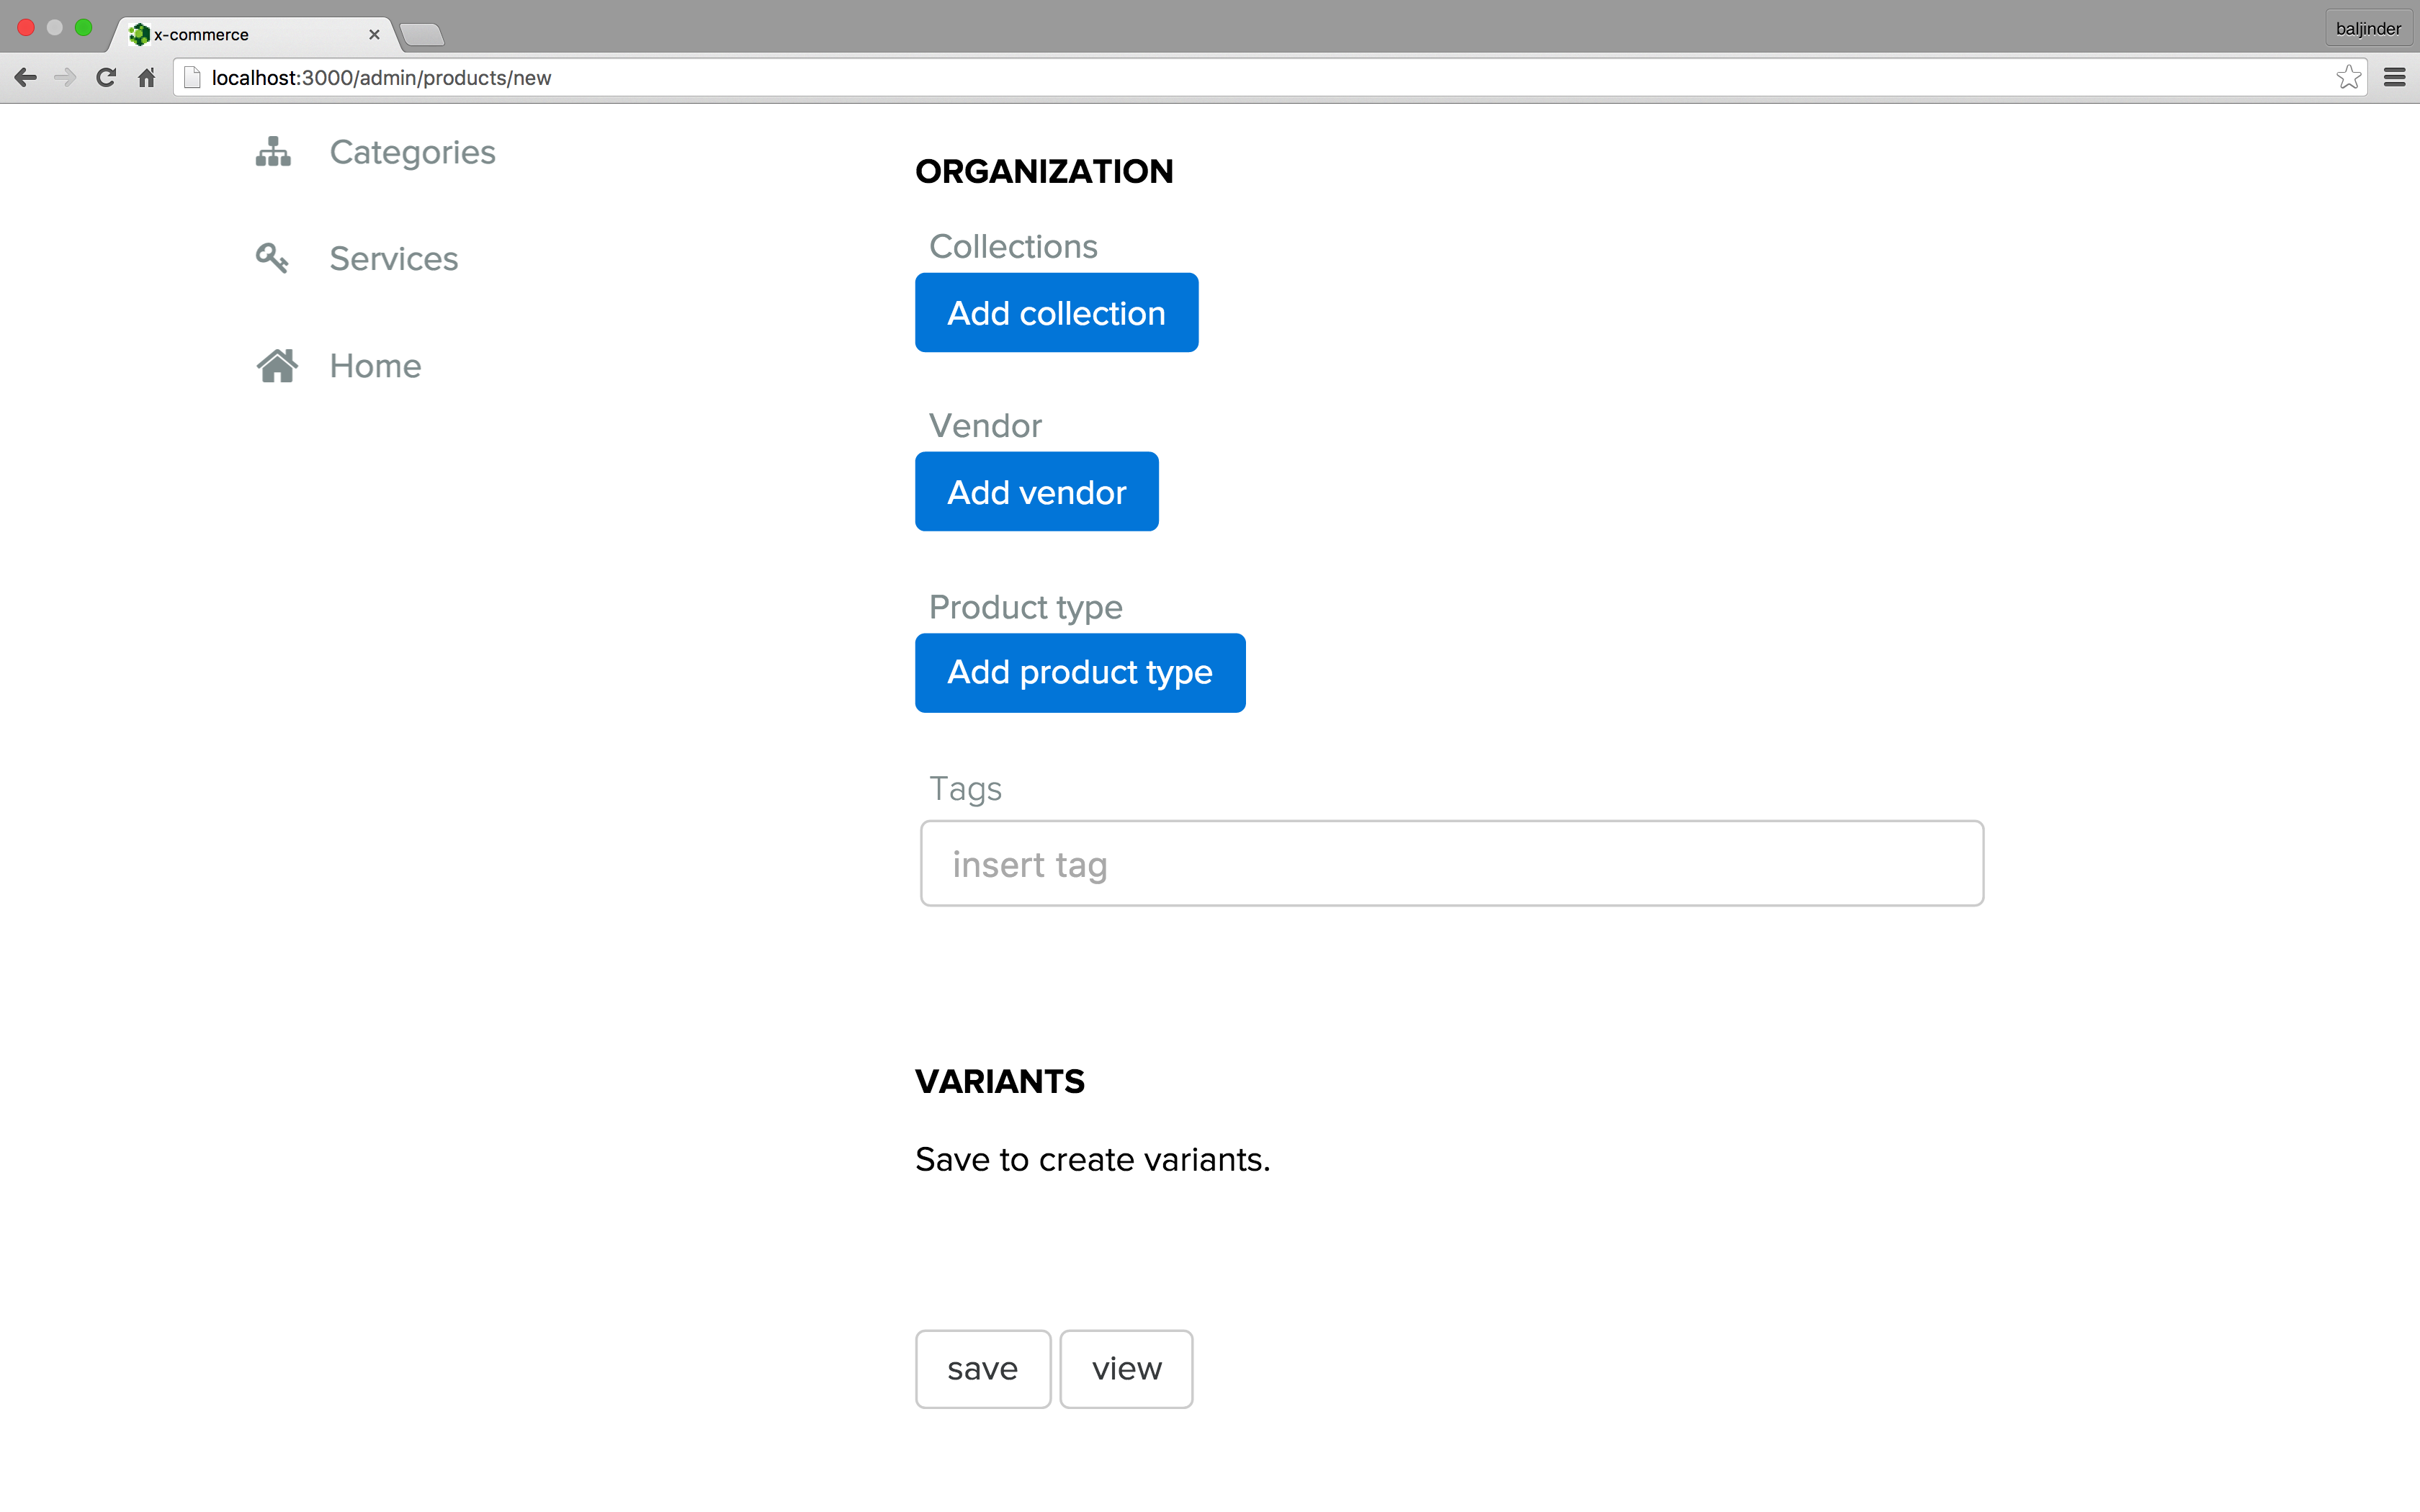 x-commerce
baljinder
localhost:3000/admin/products/new
Categories
Services
Home
ORGANIZATION
Collections
Add collection
Vendor
Add vendor
Product type
Add product type
Tags
insert tag
VARIANTS
Save to create variants.
save
view